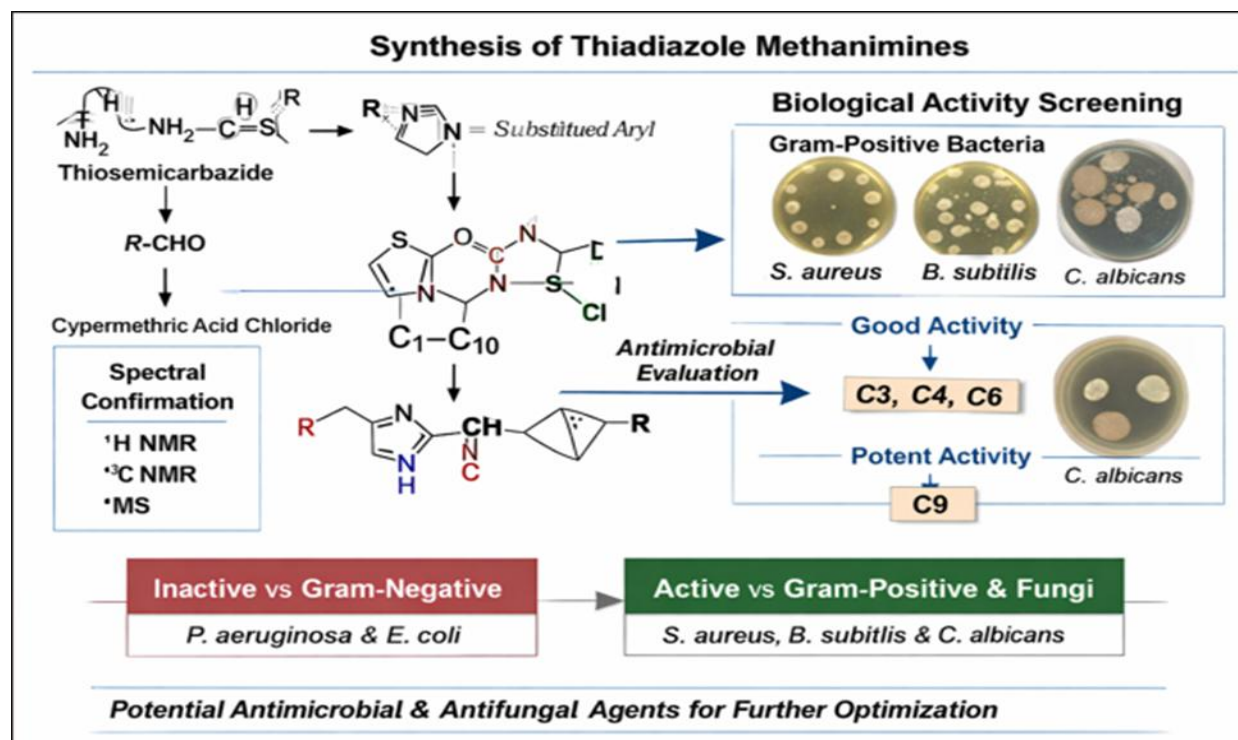 Synthesis of Thiadiazole Methanimines
H
NH₂
NH₂–C=S
H
R
Thiosemicarbazide
R-CHO
Cypermethric Acid Chloride
R
N
N = Substitued Aryl
S
O
N
C
N
N
S
Cl
C₁–C₁₀
Spectral
Confirmation
¹H NMR
•³C NMR
•MS
R
N
N
H
CH
N
C
R
Biological Activity Screening
Gram-Positive Bacteria
S. aureus
B. subtilis
C. albicans
Antimicrobial
Evaluation
Good Activity
C3, C4, C6
Potent Activity
C9
C. albicans
Inactive vs Gram-Negative
P. aeruginosa & E. coli
Active vs Gram-Positive & Fungi
S. aureus, B. subitlis & C. albicans
Potential Antimicrobial & Antifungal Agents for Further Optimization